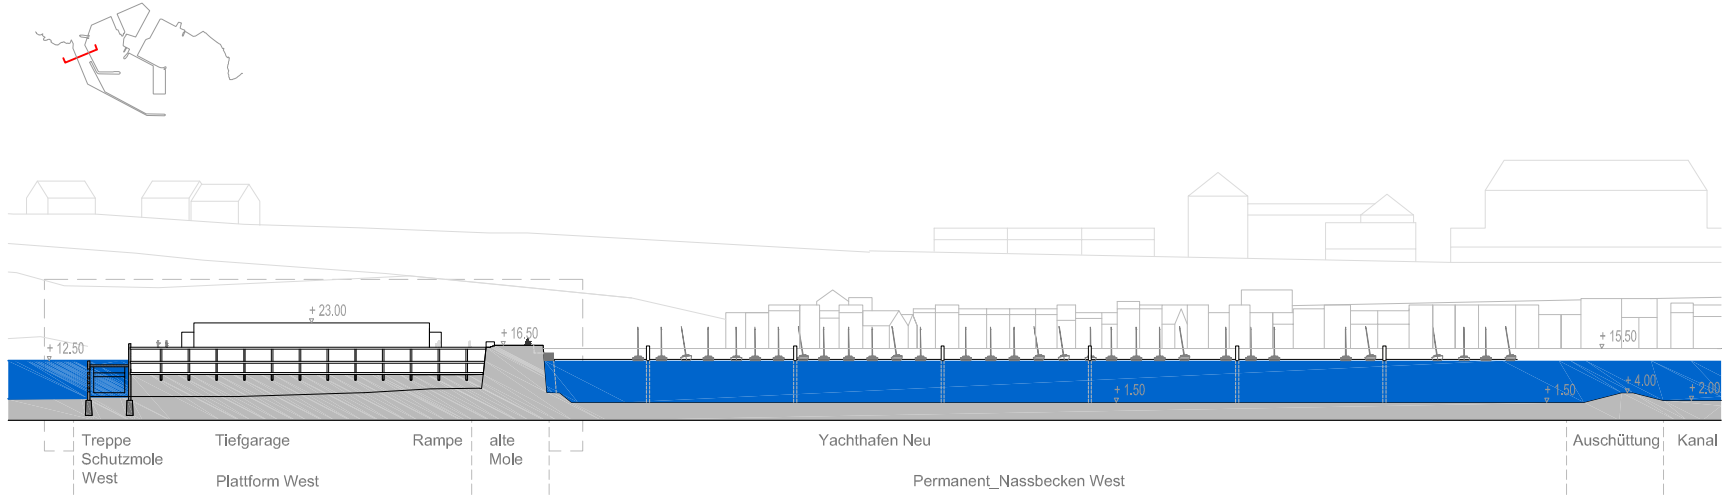 + 23.00
+ 16.50
+ 12.50
+ 15,50
+ 1.50
+ 1.50
+ 4.00
+ 2.00
Treppe
Schutzmole
West
Tiefgarage
Rampe
alte
Mole
Yachthafen Neu
Auschüttung
Kanal
Plattform West
Permanent_Nassbecken West